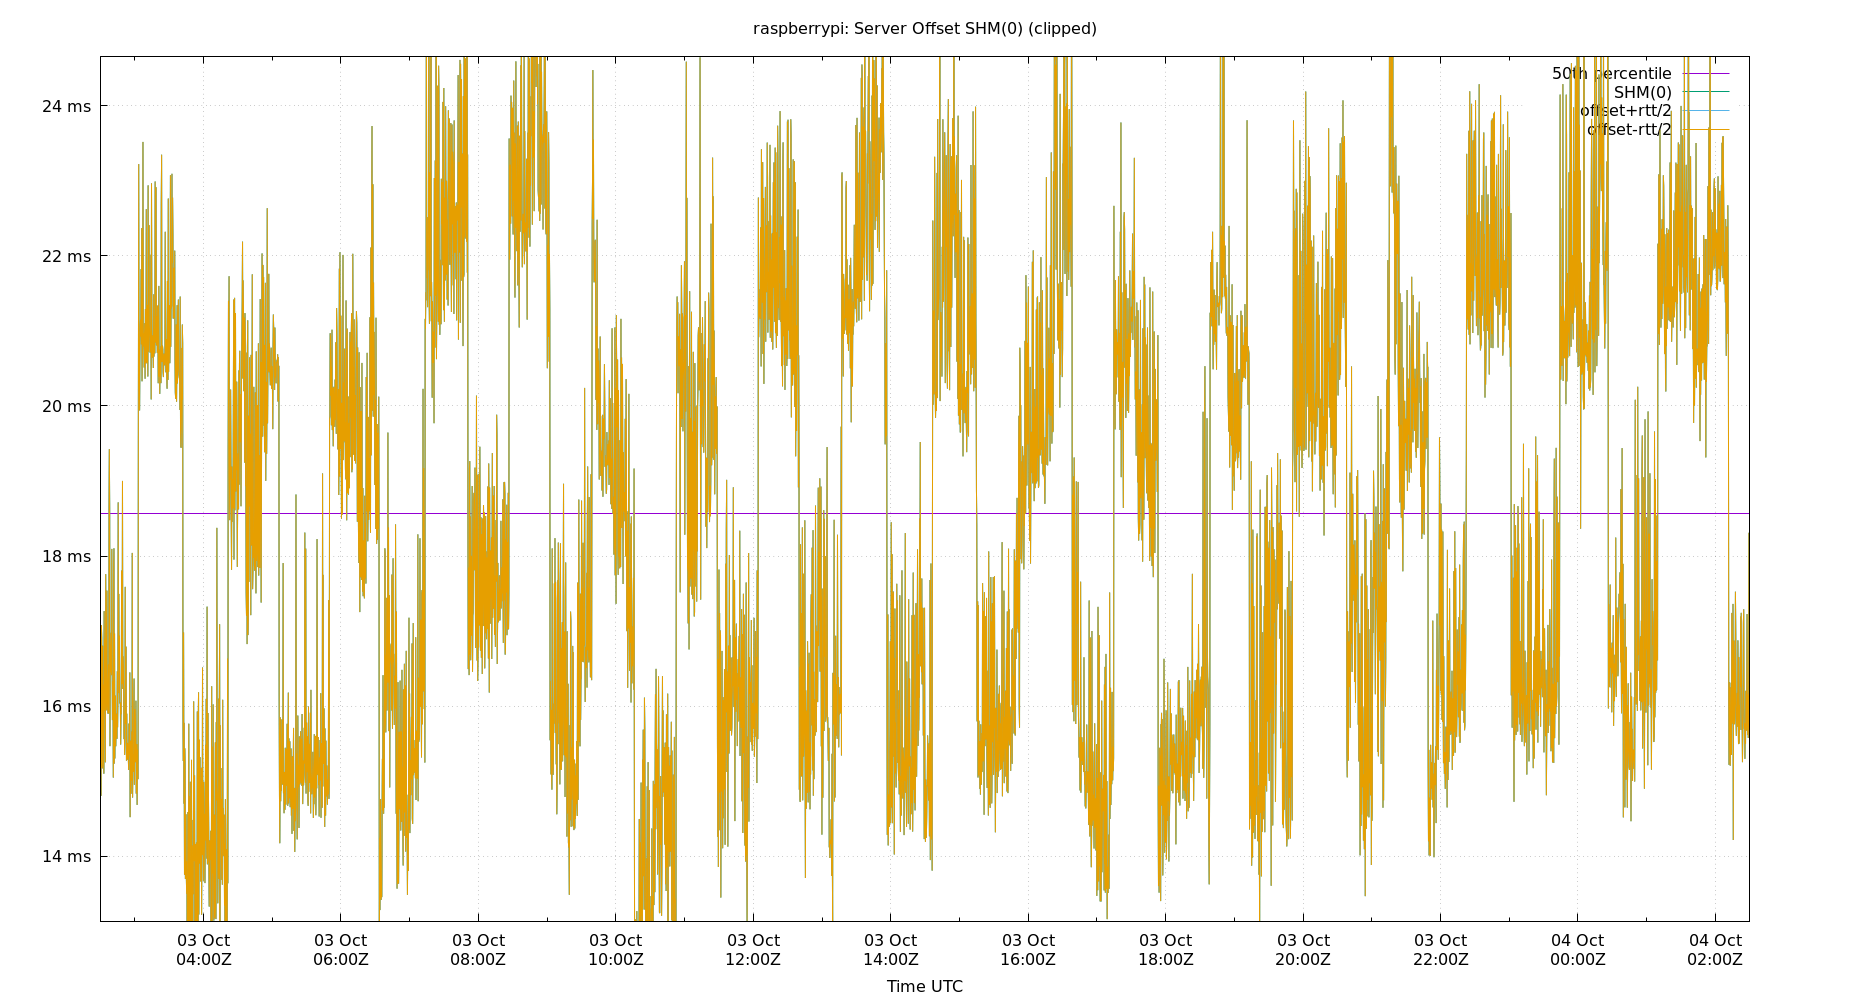 raspberrypi: Server Offset SHM(0) (clipped)
50th percentile
SHM(0)
offset+rtt/2
offset-rtt/2
24 ms
22 ms
20 ms
18 ms
16 ms
14 ms
03 Oct 03 Oct 03 Oct 03 Oct 03 Oct 03 Oct 03 Oct 03 Oct 03 Oct 03 Oct 04 Oct 04 Oct
04:00Z 06:00Z 08:00Z 10:00Z 12:00Z 14:00Z 16:00Z 18:00Z 20:00Z 22:00Z 00:00Z 02:00Z
Time UTC